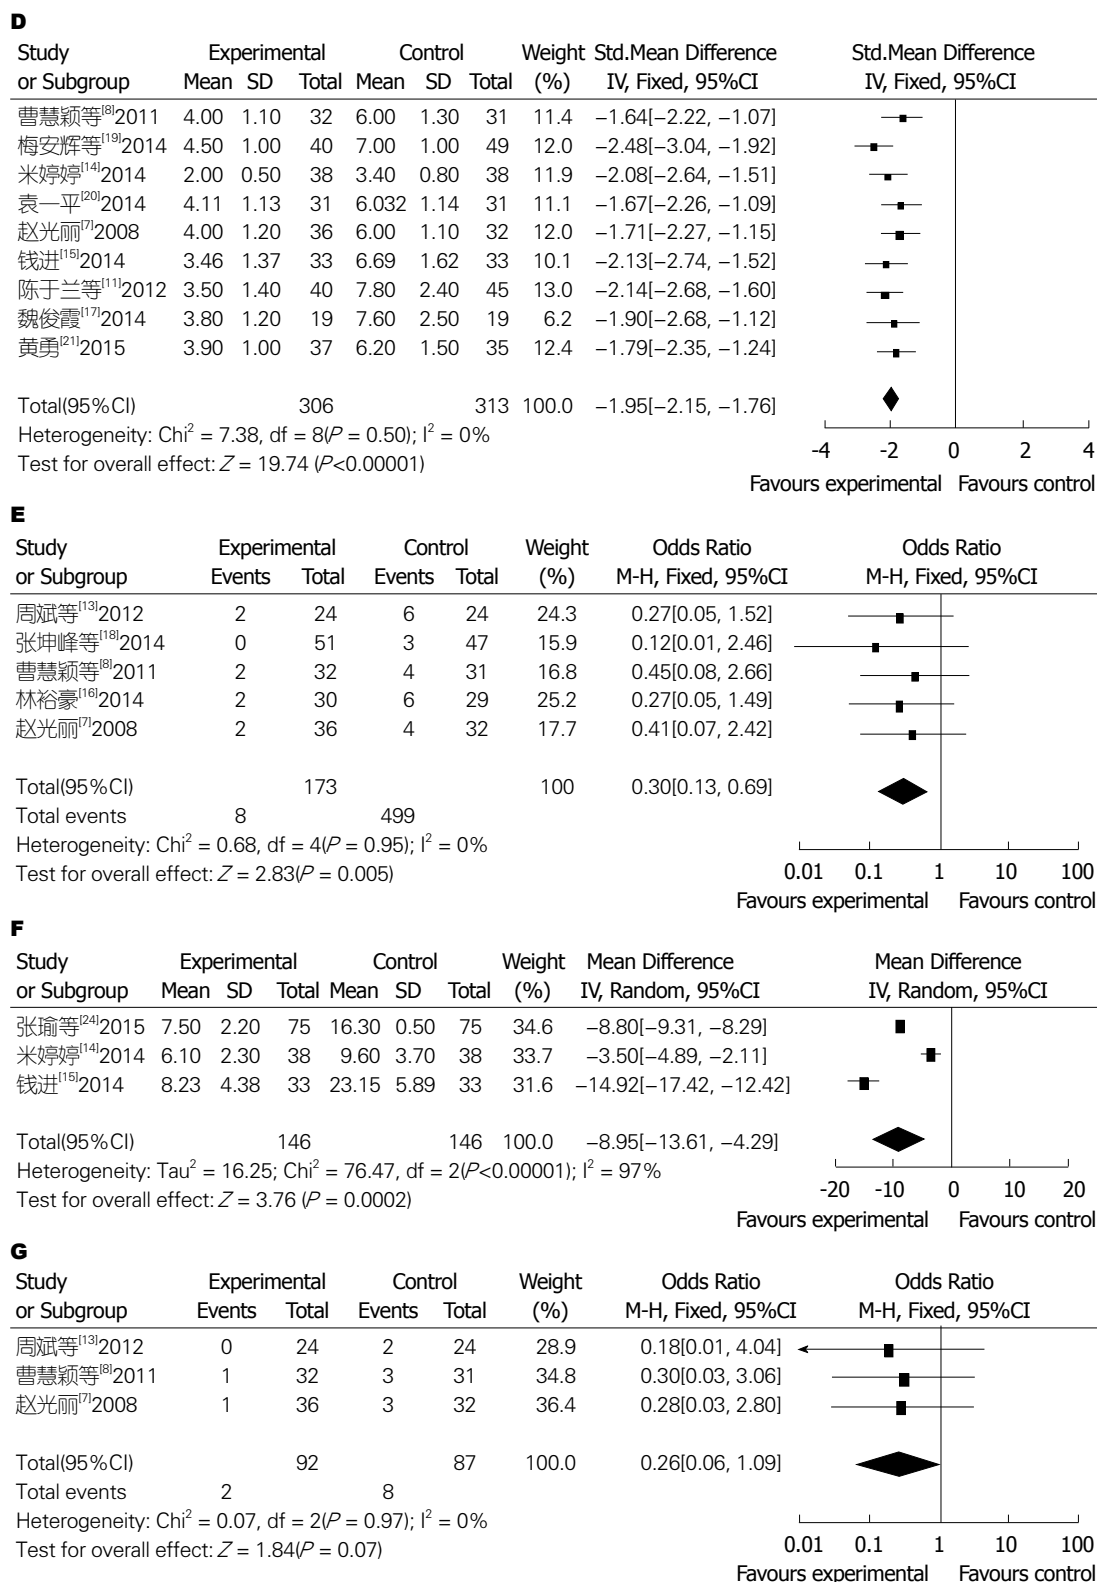 D
Study Experimental Control Weight Std.Mean Difference Std.Mean Difference
or Subgroup Mean SD Total Mean SD Total (%) IV, Fixed, 95%CI IV, Fixed, 95%CI
曹慧颖等[8]2011 4.00 1.10 32 6.00 1.30 31 11.4 −1.64[−2.22, −1.07]
梅安辉等[19]2014 4.50 1.00 40 7.00 1.00 49 12.0 −2.48[−3.04, −1.92]
米婷婷[14]2014 2.00 0.50 38 3.40 0.80 38 11.9 −2.08[−2.64, −1.51]
袁一平[20]2014 4.11 1.13 31 6.032 1.14 31 11.1 −1.67[−2.26, −1.09]
赵光丽[7]2008 4.00 1.20 36 6.00 1.10 32 12.0 −1.71[−2.27, −1.15]
钱进[15]2014 3.46 1.37 33 6.69 1.62 33 10.1 −2.13[−2.74, −1.52]
陈于兰等[11]2012 3.50 1.40 40 7.80 2.40 45 13.0 −2.14[−2.68, −1.60]
魏俊霞[17]2014 3.80 1.20 19 7.60 2.50 19 6.2 −1.90[−2.68, −1.12]
黄勇[21]2015 3.90 1.00 37 6.20 1.50 35 12.4 −1.79[−2.35, −1.24]
Total(95%CI) 306 313 100.0 −1.95[−2.15, −1.76]
Heterogeneity: Chi² = 7.38, df = 8(P = 0.50); I² = 0%
Test for overall effect: Z = 19.74 (P<0.00001)
-4 -2 0 2 4
Favours experimental Favours control
E
Study Experimental Control Weight Odds Ratio Odds Ratio
or Subgroup Events Total Events Total (%) M-H, Fixed, 95%CI M-H, Fixed, 95%CI
周斌等[13]2012 2 24 6 24 24.3 0.27[0.05, 1.52]
张坤峰等[18]2014 0 51 3 47 15.9 0.12[0.01, 2.46]
曹慧颖等[8]2011 2 32 4 31 16.8 0.45[0.08, 2.66]
林裕豪[16]2014 2 30 6 29 25.2 0.27[0.05, 1.49]
赵光丽[7]2008 2 36 4 32 17.7 0.41[0.07, 2.42]
Total(95%CI) 173 100 0.30[0.13, 0.69]
Total events 8 499
Heterogeneity: Chi² = 0.68, df = 4(P = 0.95); I² = 0%
Test for overall effect: Z = 2.83(P = 0.005)
0.01 0.1 1 10 100
Favours experimental Favours control
F
Study Experimental Control Weight Mean Difference Mean Difference
or Subgroup Mean SD Total Mean SD Total (%) IV, Random, 95%CI IV, Random, 95%CI
张瑜等[24]2015 7.50 2.20 75 16.30 0.50 75 34.6 −8.80[−9.31, −8.29]
米婷婷[14]2014 6.10 2.30 38 9.60 3.70 38 33.7 −3.50[−4.89, −2.11]
钱进[15]2014 8.23 4.38 33 23.15 5.89 33 31.6 −14.92[−17.42, −12.42]
Total(95%CI) 146 146 100.0 −8.95[−13.61, −4.29]
Heterogeneity: Tau² = 16.25; Chi² = 76.47, df = 2(P<0.00001); I² = 97%
Test for overall effect: Z = 3.76 (P = 0.0002)
-20 -10 0 10 20
Favours experimental Favours control
G
Study Experimental Control Weight Odds Ratio Odds Ratio
or Subgroup Events Total Events Total (%) M-H, Fixed, 95%CI M-H, Fixed, 95%CI
周斌等[13]2012 0 24 2 24 28.9 0.18[0.01, 4.04]
曹慧颖等[8]2011 1 32 3 31 34.8 0.30[0.03, 3.06]
赵光丽[7]2008 1 36 3 32 36.4 0.28[0.03, 2.80]
Total(95%CI) 92 87 100.0 0.26[0.06, 1.09]
Total events 2 8
Heterogeneity: Chi² = 0.07, df = 2(P = 0.97); I² = 0%
Test for overall effect: Z = 1.84(P = 0.07)
0.01 0.1 1 10 100
Favours experimental Favours control